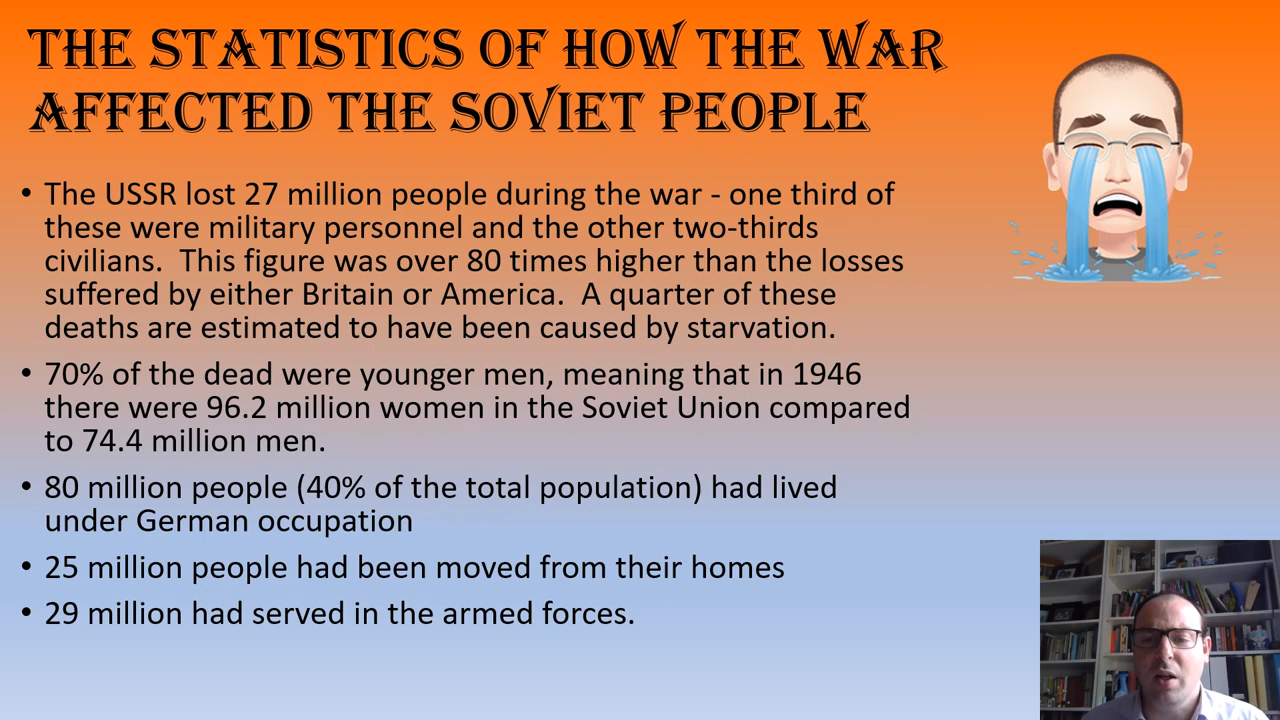 THE STATISTICS OF HOW THE WAR
AFFECTED THE SOVIET PEOPLE
• The USSR lost 27 million people during the war - one third of
these were military personnel and the other two-thirds
civilians.  This figure was over 80 times higher than the losses
suffered by either Britain or America.  A quarter of these
deaths are estimated to have been caused by starvation.
• 70% of the dead were younger men, meaning that in 1946
there were 96.2 million women in the Soviet Union compared
to 74.4 million men.
• 80 million people (40% of the total population) had lived
under German occupation
• 25 million people had been moved from their homes
• 29 million had served in the armed forces.